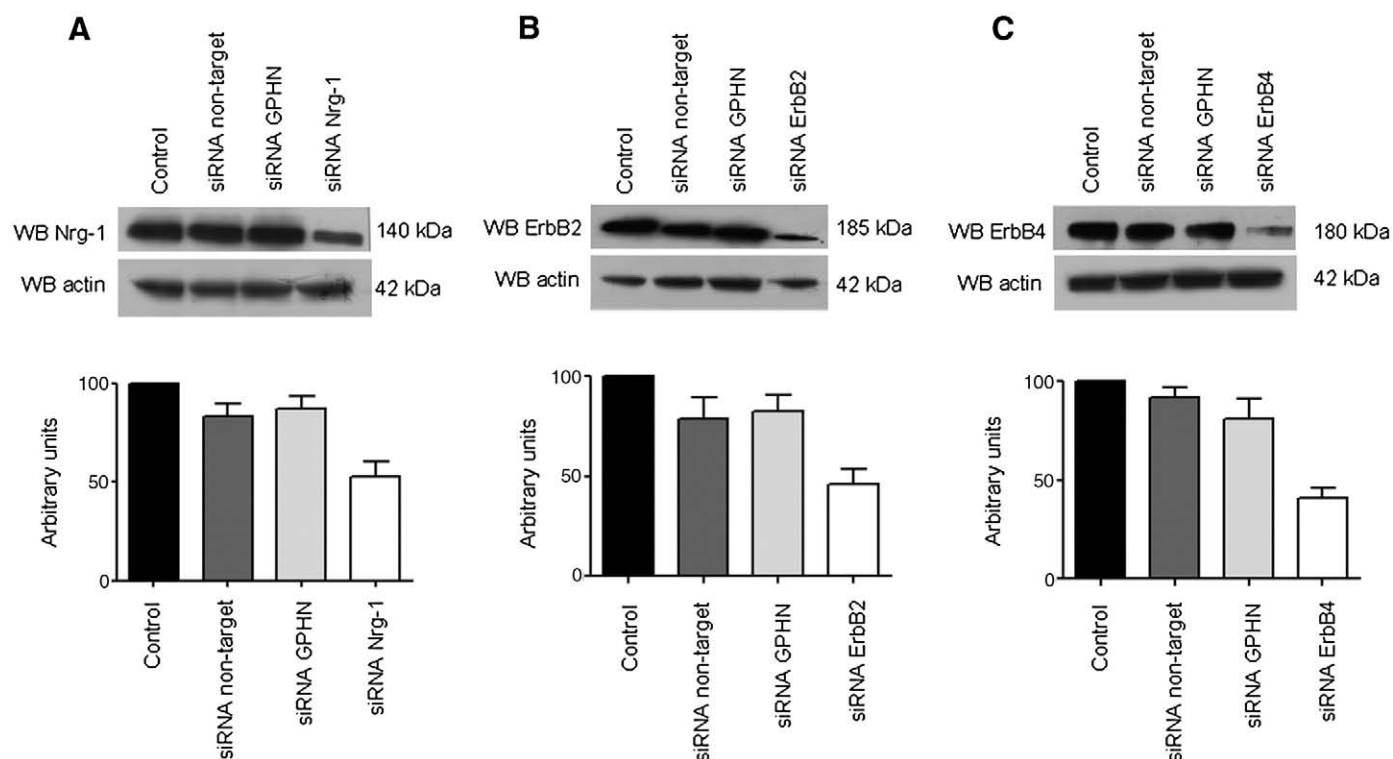 A
Control
siRNA non-target
siRNA GPHN
siRNA Nrg-1
WB Nrg-1
140 kDa
WB actin
42 kDa
Arbitrary units
100
50
0
Control
siRNA non-target
siRNA GPHN
siRNA Nrg-1
B
Control
siRNA non-target
siRNA GPHN
siRNA ErbB2
WB ErbB2
185 kDa
WB actin
42 kDa
Arbitrary units
100
50
0
Control
siRNA non-target
siRNA GPHN
siRNA ErbB2
C
Control
siRNA non-target
siRNA GPHN
siRNA ErbB4
WB ErbB4
180 kDa
WB actin
42 kDa
Arbitrary units
100
50
0
Control
siRNA non-target
siRNA GPHN
siRNA ErbB4